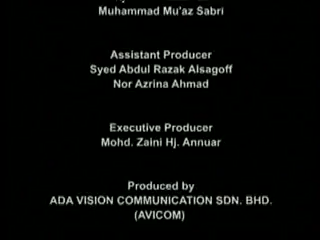 Muhammad Mu'az Sabri
Assistant Producer
Syed Abdul Razak Alsagoff
Nor Azrina Ahmad
Executive Producer
Mohd. Zaini Hj. Annuar
Produced by
ADA VISION COMMUNICATION SDN. BHD.
(AVICOM)